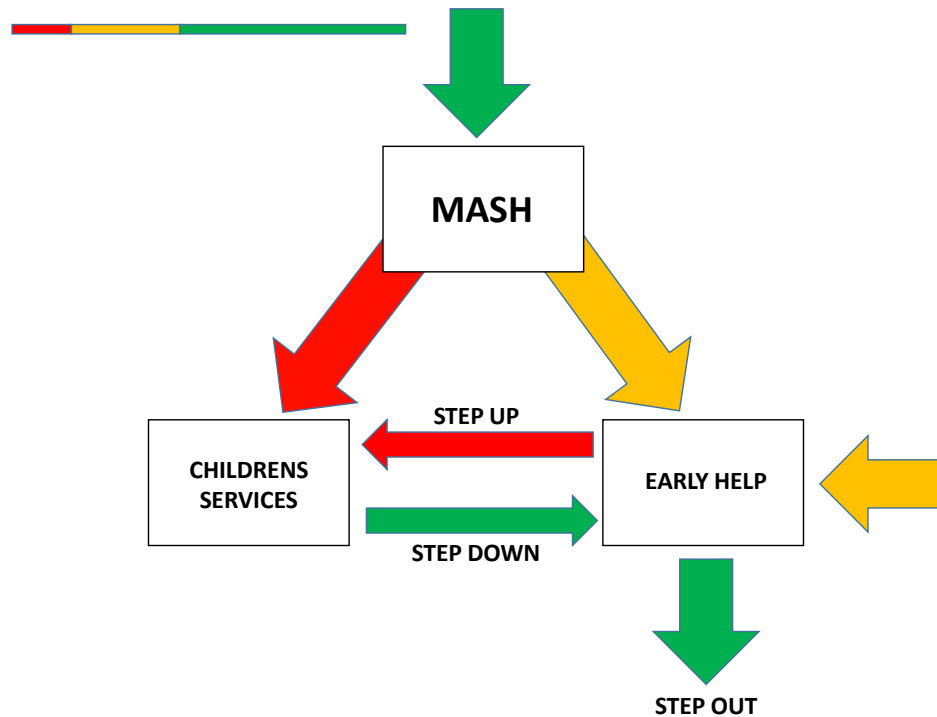 MASH
STEP UP
CHILDRENS
SERVICES
EARLY HELP
STEP DOWN
STEP OUT